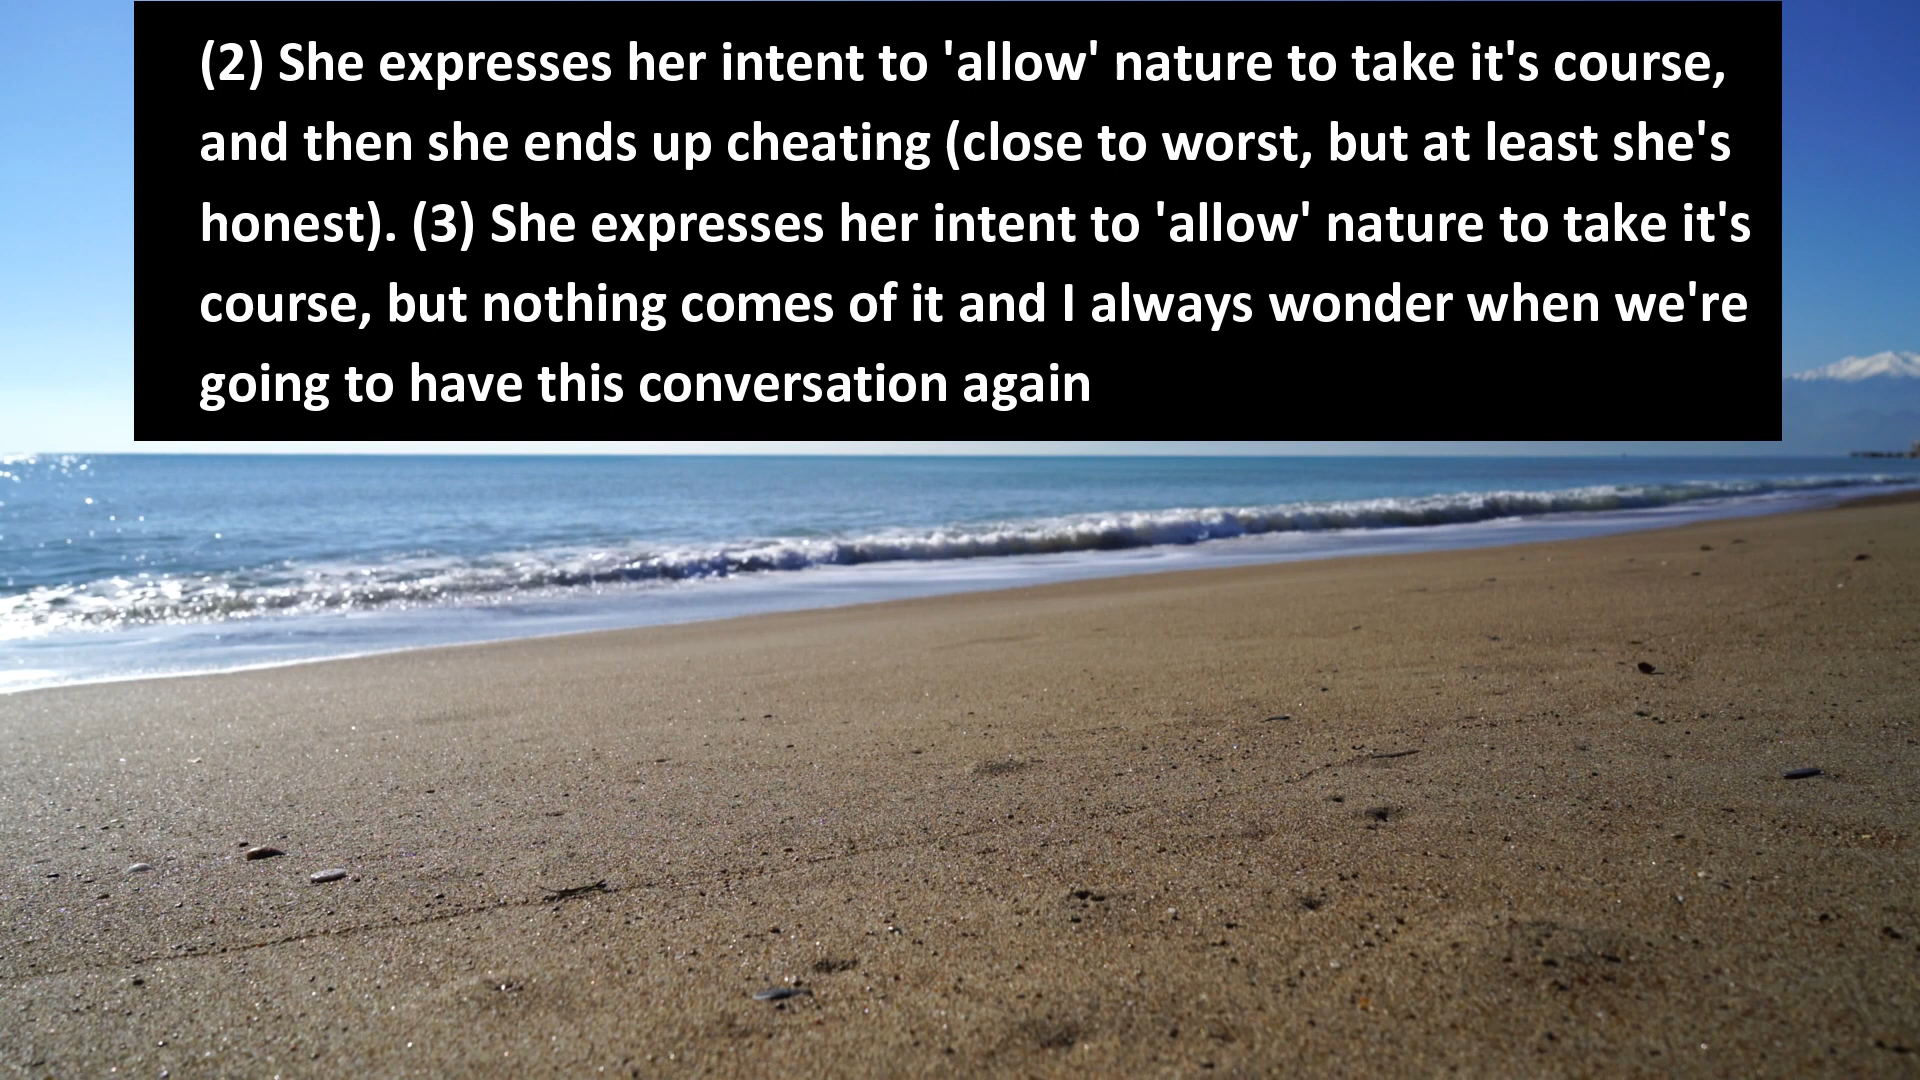 (2) She expresses her intent to 'allow' nature to take it's course,
and then she ends up cheating (close to worst, but at least she's
honest). (3) She expresses her intent to 'allow' nature to take it's
course, but nothing comes of it and I always wonder when we're
going to have this conversation again